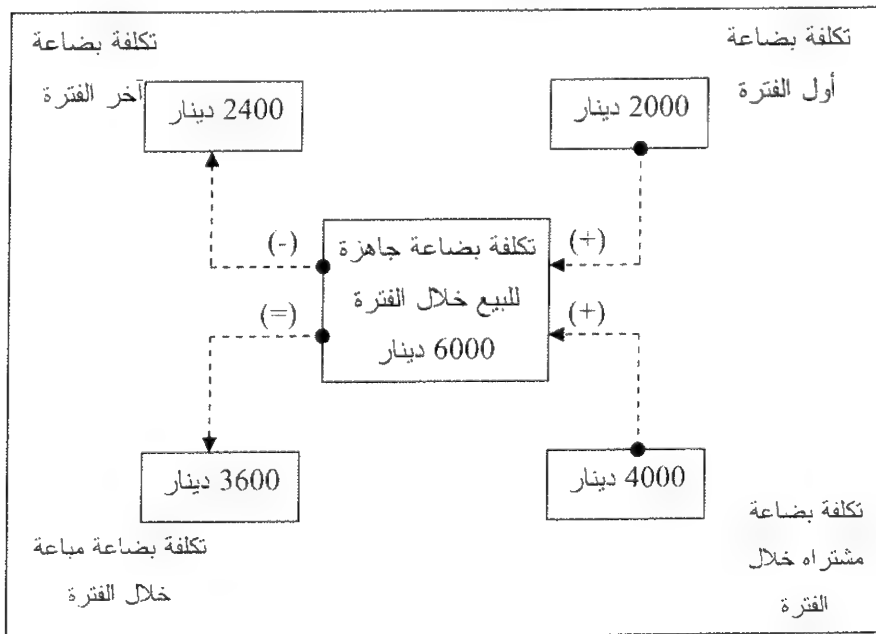 تكلفة بضاعة
أول الفترة
2000 دينار
تكلفة بضاعة
آخر الفترة
2400 دينار
(+)
(-)
تكلفة بضاعة جاهزة
للبيع خلال الفترة
6000 دينار
(+)
(=)
4000 دينار
تكلفة بضاعة
مشتراه خلال
الفترة
3600 دينار
تكلفة بضاعة مباعة
خلال الفترة